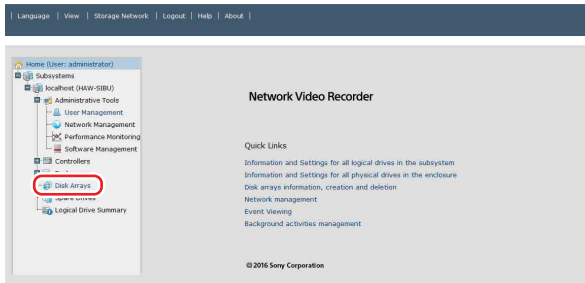 | Language | View | Storage Network | Logout | Help | About |
Home (User: administrator)
Subsystems
localhost (HAW-SIBU)
Administrative Tools
User Management
Network Management
Performance Monitoring
Software Management
Controllers
Disk Arrays
Spare Drives
Logical Drive Summary
Network Video Recorder
Quick Links
Information and Settings for all logical drives in the subsystem
Information and Settings for all physical drives in the enclosure
Disk arrays information, creation and deletion
Network management
Event Viewing
Background activities management
©2016 Sony Corporation